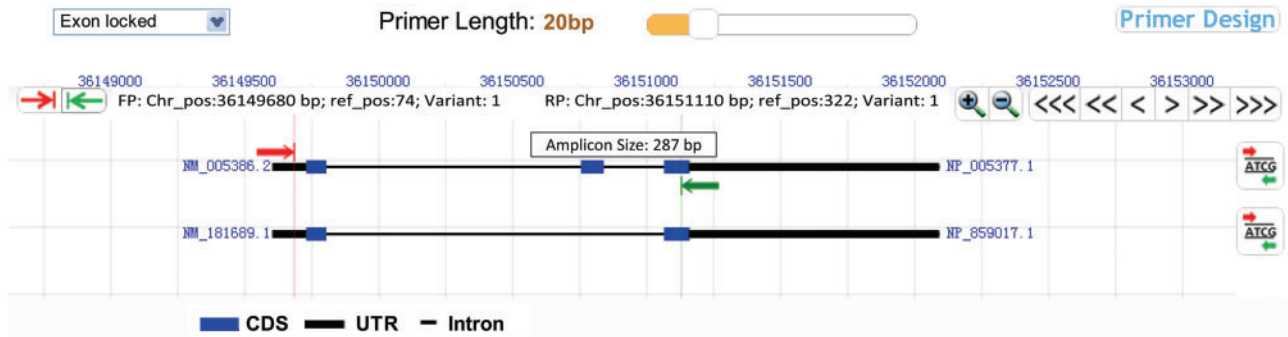 Exon locked Primer Length: 20bp Primer Design
36149000 36149500 36150000 36150500 36151000 36151500 36152000 36152500 36153000
FP: Chr_pos:36149680 bp; ref_pos:74; Variant: 1 RP: Chr_pos:36151110 bp; ref_pos:322; Variant: 1 <<< << < > >> >>>
Amplicon Size: 287 bp
NM_005386.2 NP_005377.1 ATCG
NM_181689.1 NP_859017.1 ATCG
CDS UTR Intron